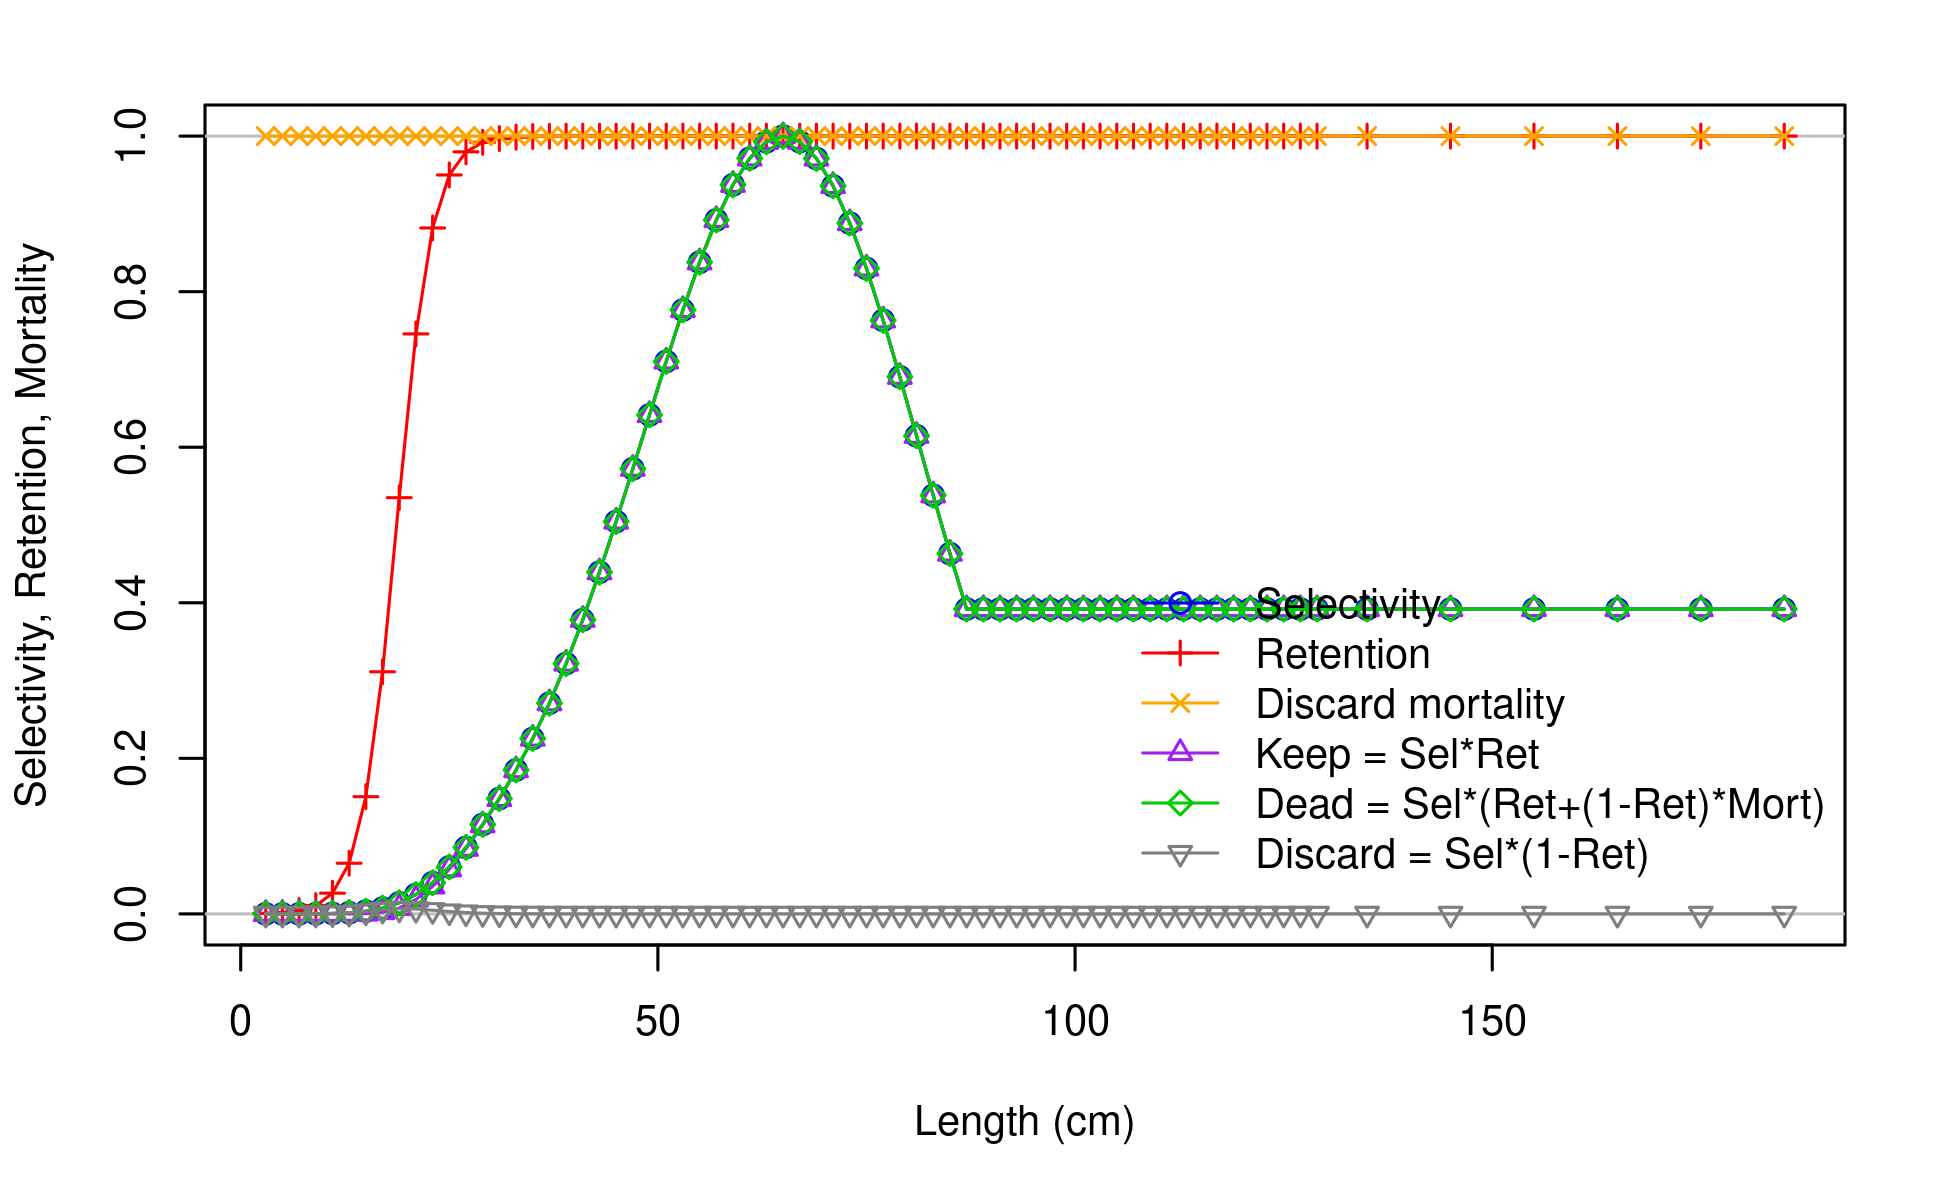 Selectivity, Retention, Mortality
1.0
0.8
0.6
0.4
0.2
0.0
Selectivity
Retention
Discard mortality
Keep = Sel*Ret
Dead = Sel*(Ret+(1-Ret)*Mort)
Discard = Sel*(1-Ret)
0 50 100 150
Length (cm)